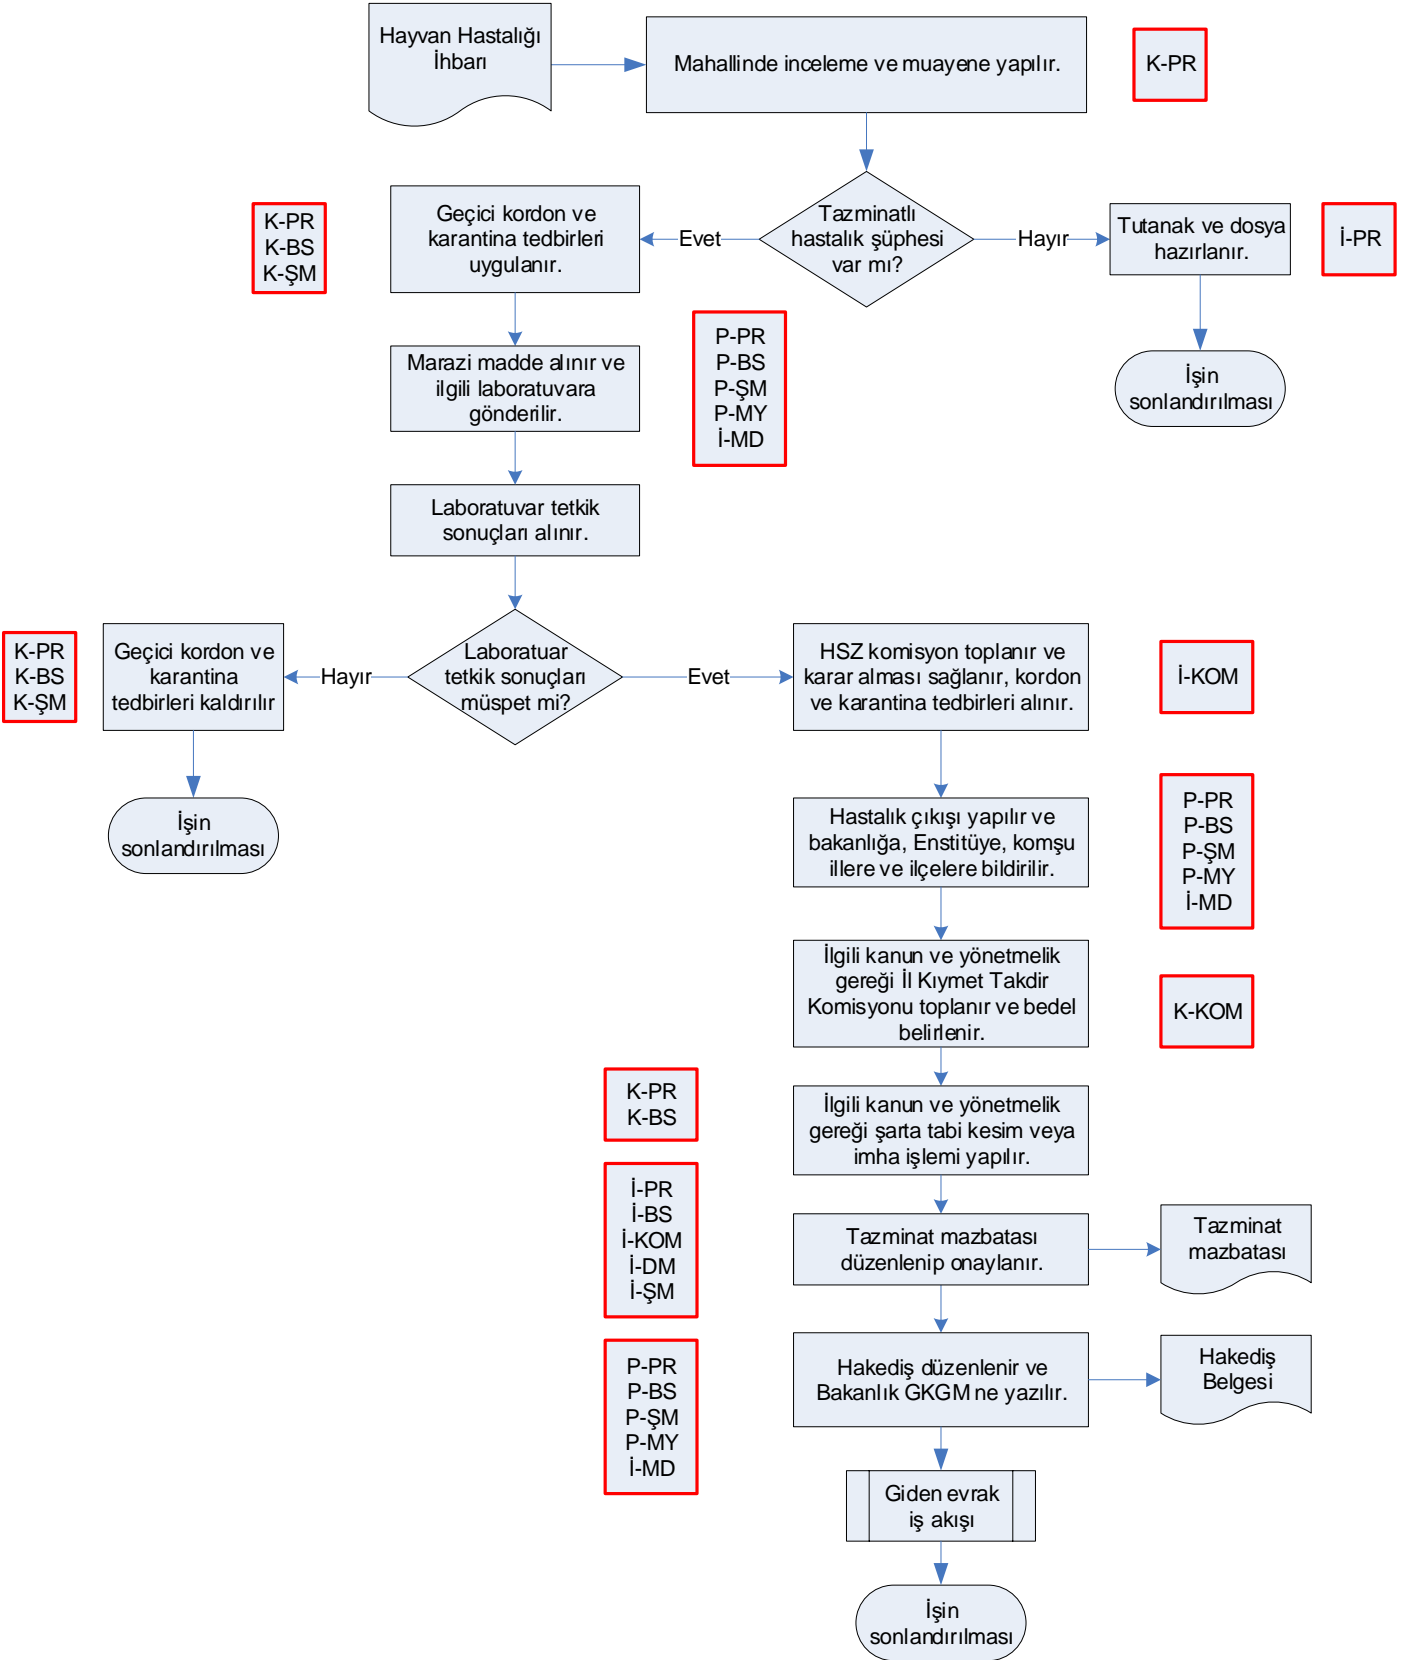 Hayvan Hastalığı
İhbarı
Mahallinde inceleme ve muayene yapılır.
K-PR
K-PR
K-BS
K-ŞM
Geçici kordon ve
karantina tedbirleri
uygulanır.
Evet
Tazminatlı
hastalık şüphesi
var mı?
Hayır
Tutanak ve dosya
hazırlanır.
İ-PR
Marazi madde alınır ve
ilgili laboratuvara
gönderilir.
P-PR
P-BS
P-ŞM
P-MY
İ-MD
İşin
sonlandırılması
Laboratuvar tetkik
sonuçları alınır.
K-PR
K-BS
K-ŞM
Geçici kordon ve
karantina
tedbirleri kaldırılır
Hayır
Laboratuar
tetkik sonuçları
müspet mi?
Evet
HSZ komisyon toplanır ve
karar alması sağlanır, kordon
ve karantina tedbirleri alınır.
İ-KOM
İşin
sonlandırılması
Hastalık çıkışı yapılır ve
bakanlığa, Enstitüye, komşu
illere ve ilçelere bildirilir.
P-PR
P-BS
P-ŞM
P-MY
İ-MD
İlgili kanun ve yönetmelik
gereği İl Kıymet Takdir
Komisyonu toplanır ve bedel
belirlenir.
K-KOM
K-PR
K-BS
İlgili kanun ve yönetmelik
gereği şarta tabi kesim veya
imha işlemi yapılır.
İ-PR
İ-BS
İ-KOM
İ-DM
İ-ŞM
Tazminat mazbatası
düzenlenip onaylanır.
Tazminat
mazbatası
P-PR
P-BS
P-ŞM
P-MY
İ-MD
Hakediş düzenlenir ve
Bakanlık GKGM ne yazılır.
Hakediş
Belgesi
Giden evrak
iş akışı
İşin
sonlandırılması